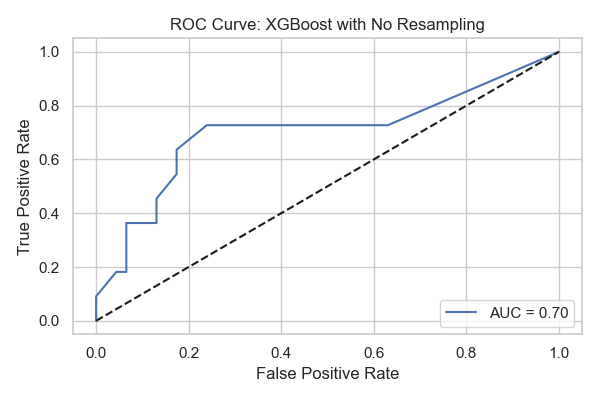 ROC Curve: XGBoost with No Resampling
True Positive Rate
1.0
0.8
0.6
0.4
0.2
0.0
AUC = 0.70
0.0 0.2 0.4 0.6 0.8 1.0
False Positive Rate